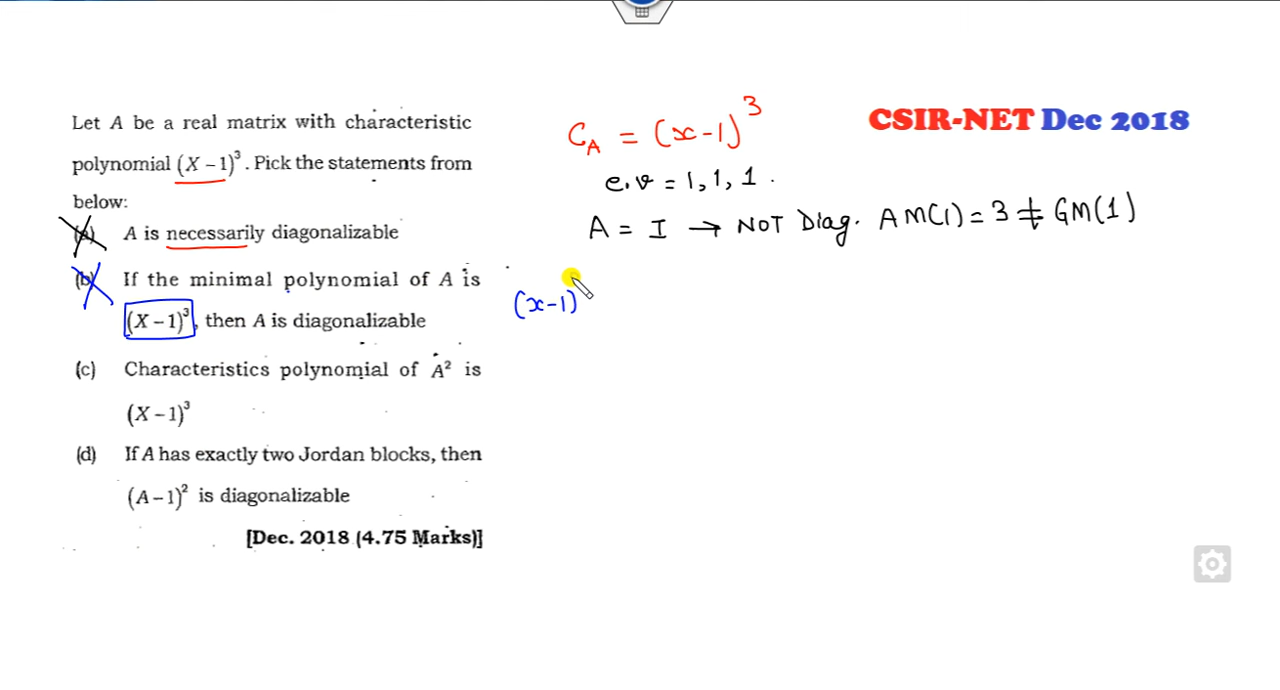 Let A be a real matrix with characteristic
polynomial (X – 1)³. Pick the statements from
below:
(a) A is necessarily diagonalizable
(b) If the minimal polynomial of A is
(X – 1)³, then A is diagonalizable
(c) Characteristics polynomial of A² is
(X – 1)³
(d) If A has exactly two Jordan blocks, then
(A – 1)² is diagonalizable
[Dec. 2018 (4.75 Marks)]
CSIR-NET Dec 2018
C_A = (x-1)³
e.v = 1, 1, 1.
A = I → NOT Diag. AM(1) = 3 ≠ GM(1)
(x-1)